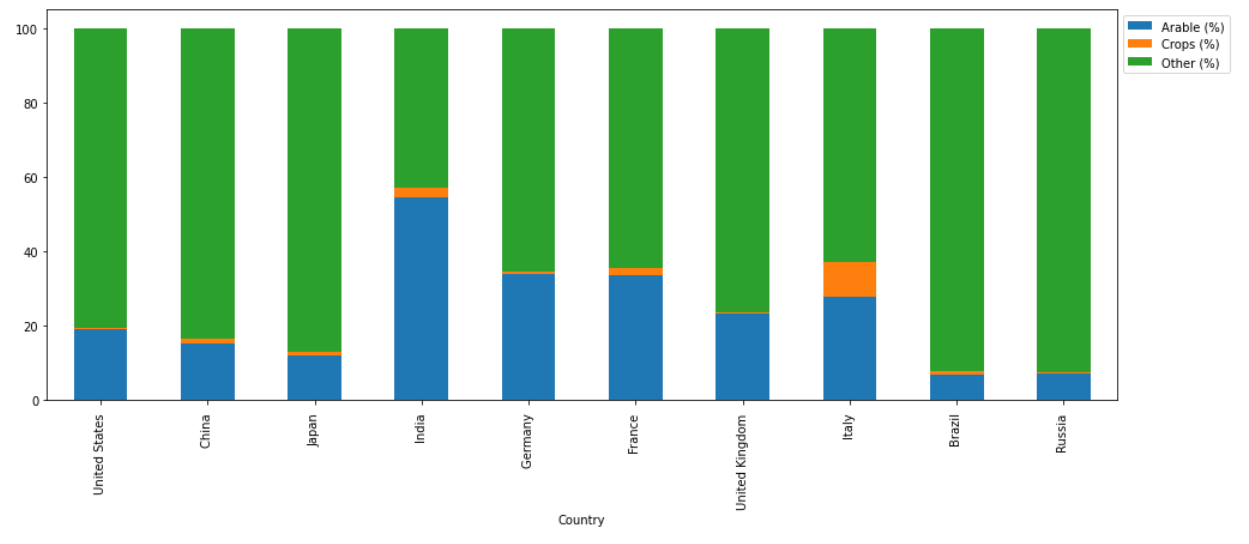 100
80
60
40
20
0
Arable (%)
Crops (%)
Other (%)
United States
China
Japan
India
Germany
France
United Kingdom
Italy
Brazil
Russia
Country